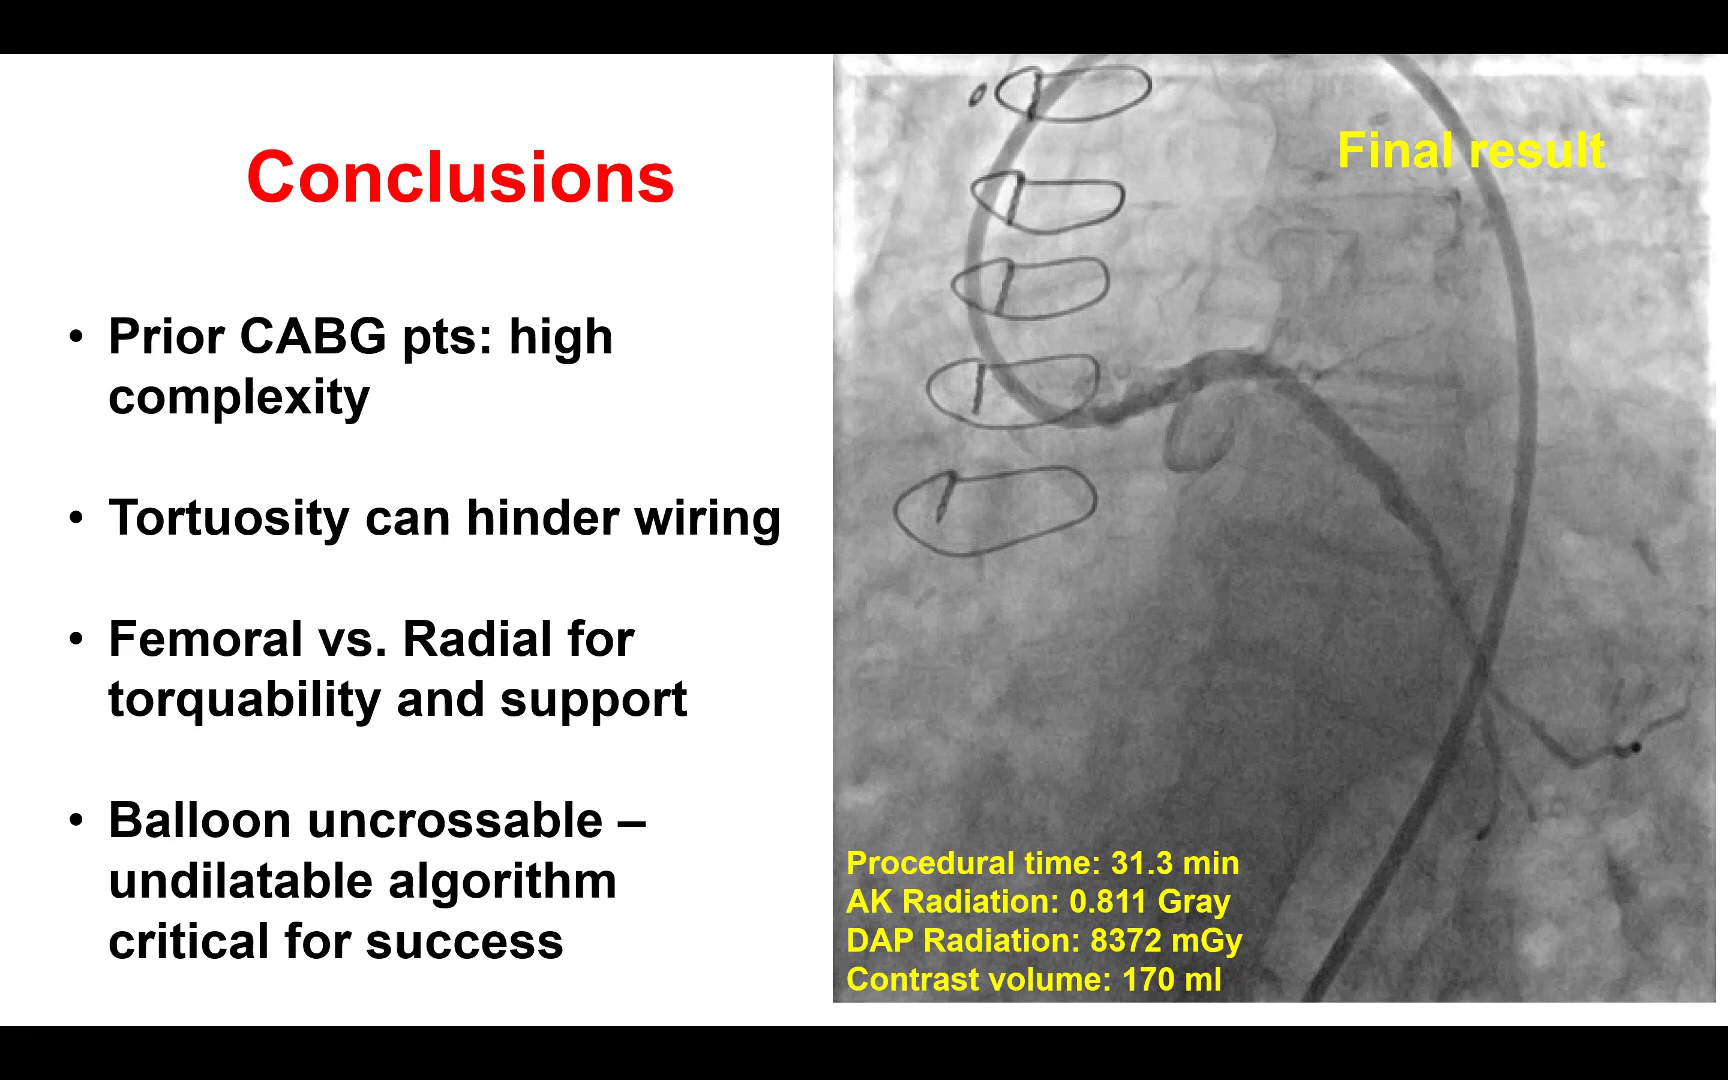 Conclusions
• Prior CABG pts: high
complexity
• Tortuosity can hinder wiring
• Femoral vs. Radial for
torquability and support
• Balloon uncrossable –
undilatable algorithm
critical for success
Final result
Procedural time: 31.3 min
AK Radiation: 0.811 Gray
DAP Radiation: 8372 mGy
Contrast volume: 170 ml